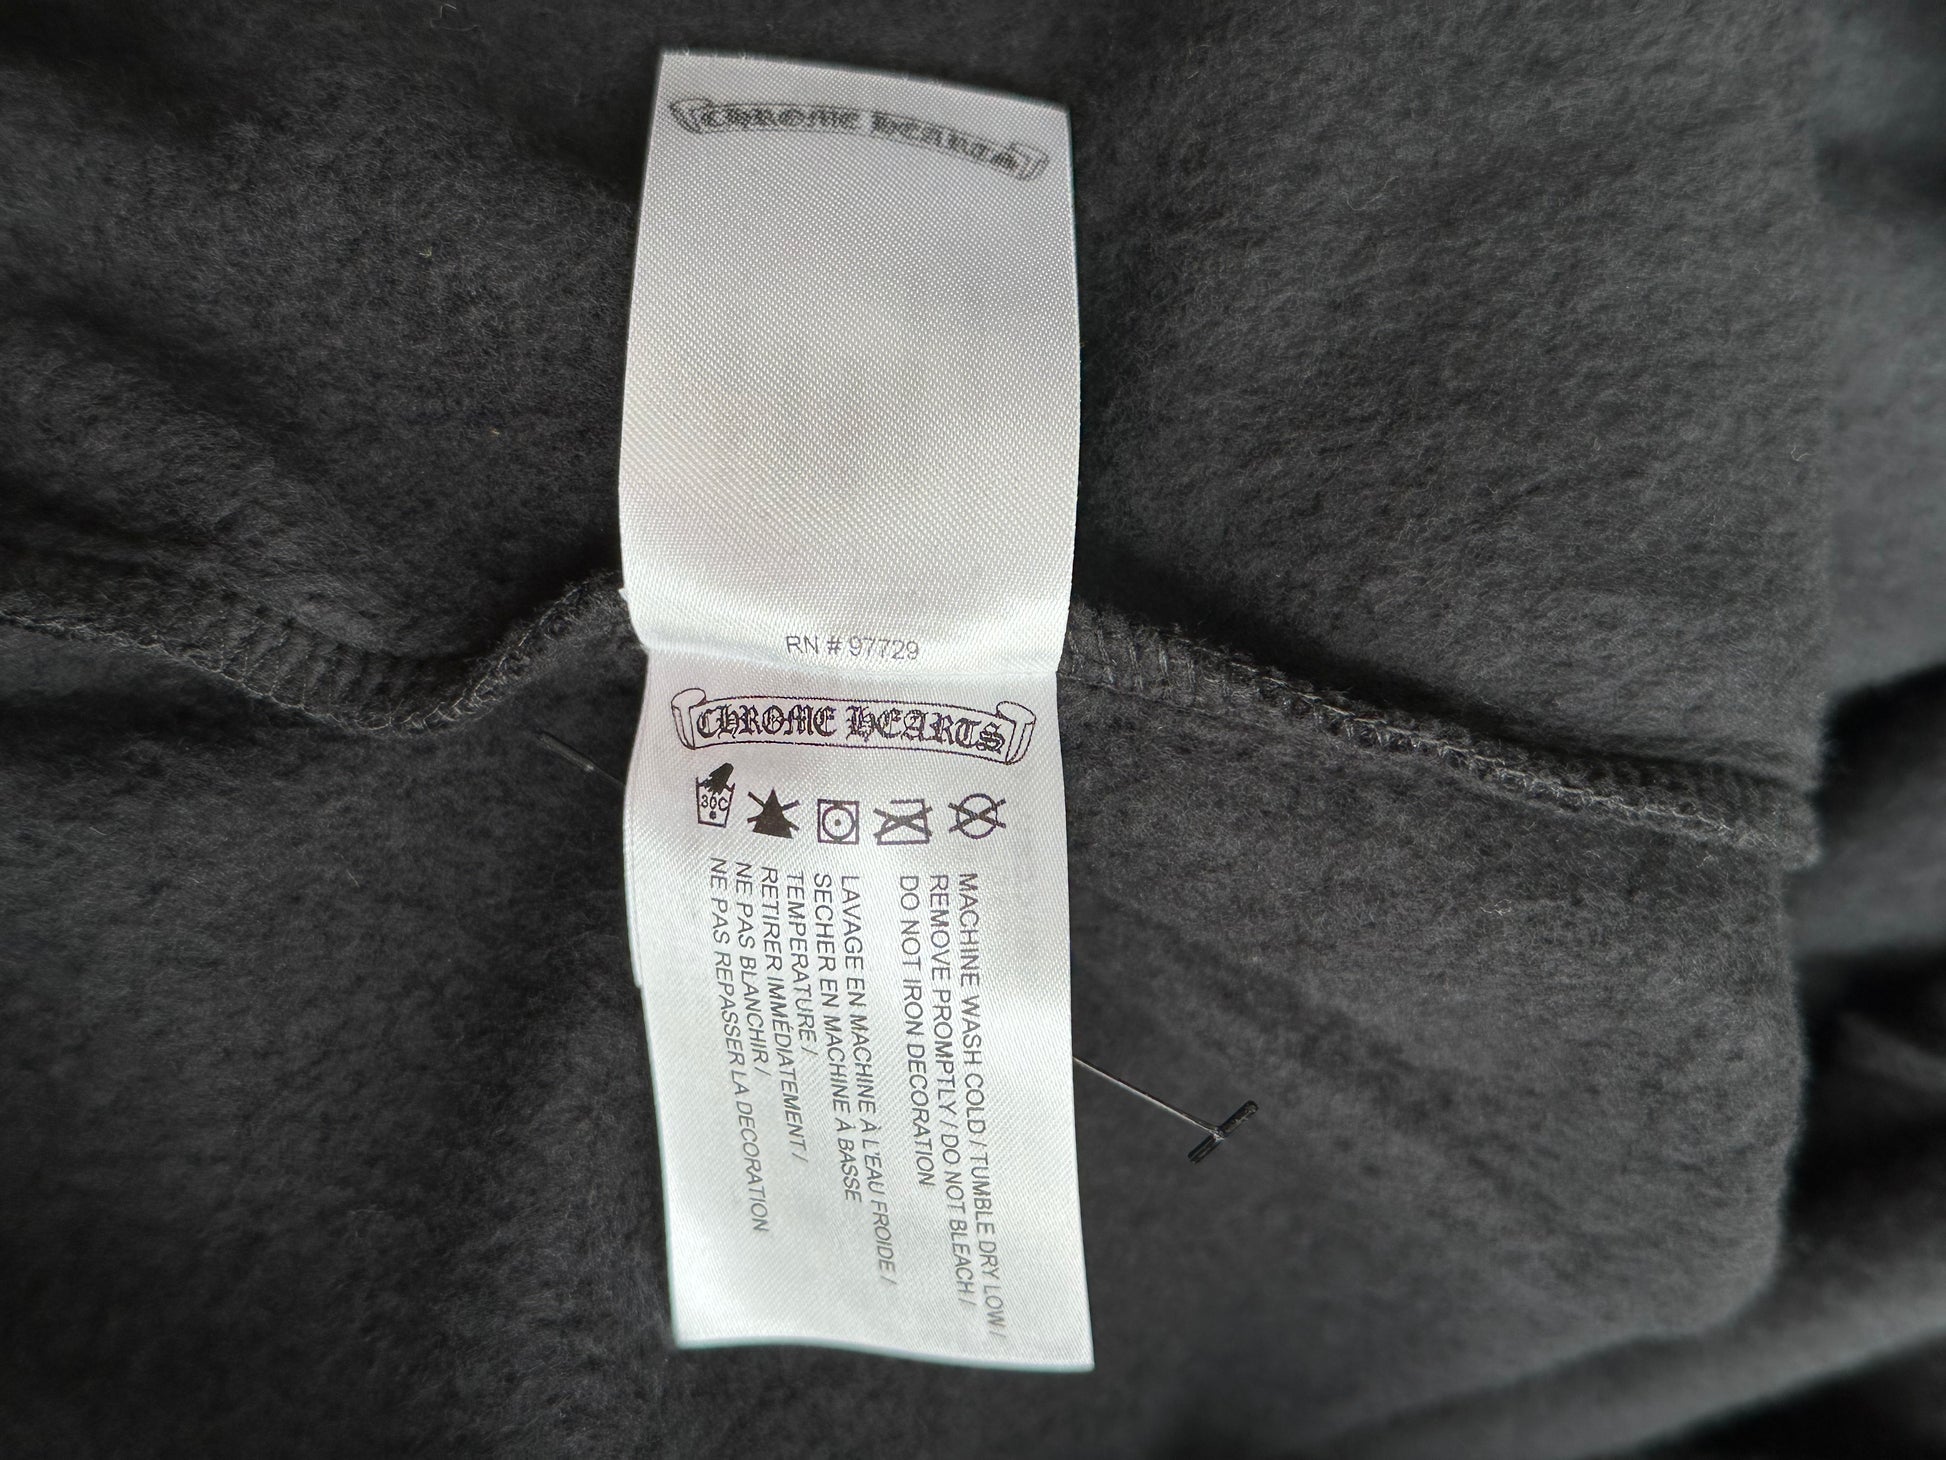 CHROME HEARTS
RN # 97729
CHROME HEARTS
30C
MACHINE WASH COLD / TUMBLE DRY LOW /
REMOVE PROMPTLY / DO NOT BLEACH /
DO NOT IRON DECORATION
LAVAGE EN MACHINE À L'EAU FROIDE /
SECHER EN MACHINE À BASSE
TEMPERATURE /
RETIRER IMMÉDIATEMENT /
NE PAS BLANCHIR /
NE PAS REPASSER LA DECORATION